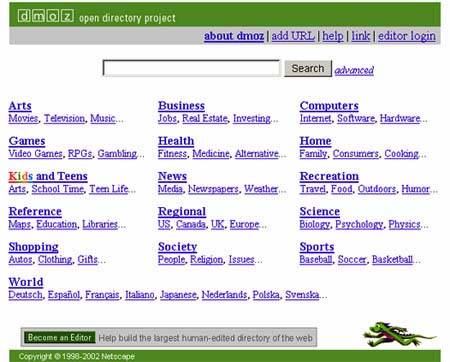 dmoz open directory project
about dmoz | add URL | help | link | editor login
Search advanced
Arts Business Computers
Movies, Television, Music... Jobs, Real Estate, Investing... Internet, Software, Hardware...
Games Health Home
Video Games, RPGs, Gambling... Fitness, Medicine, Alternative... Family, Consumers, Cooking...
Kids and Teens News Recreation
Arts, School Time, Teen Life... Media, Newspapers, Weather... Travel, Food, Outdoors, Humor...
Reference Regional Science
Maps, Education, Libraries... US, Canada, UK, Europe... Biology, Psychology, Physics...
Shopping Society Sports
Autos, Clothing, Gifts... People, Religion, Issues... Baseball, Soccer, Basketball...
World
Deutsch, Español, Français, Italiano, Japanese, Nederlands, Polska, Svenska...
Become an Editor Help build the largest human-edited directory of the web
Copyright © 1998-2002 Netscape